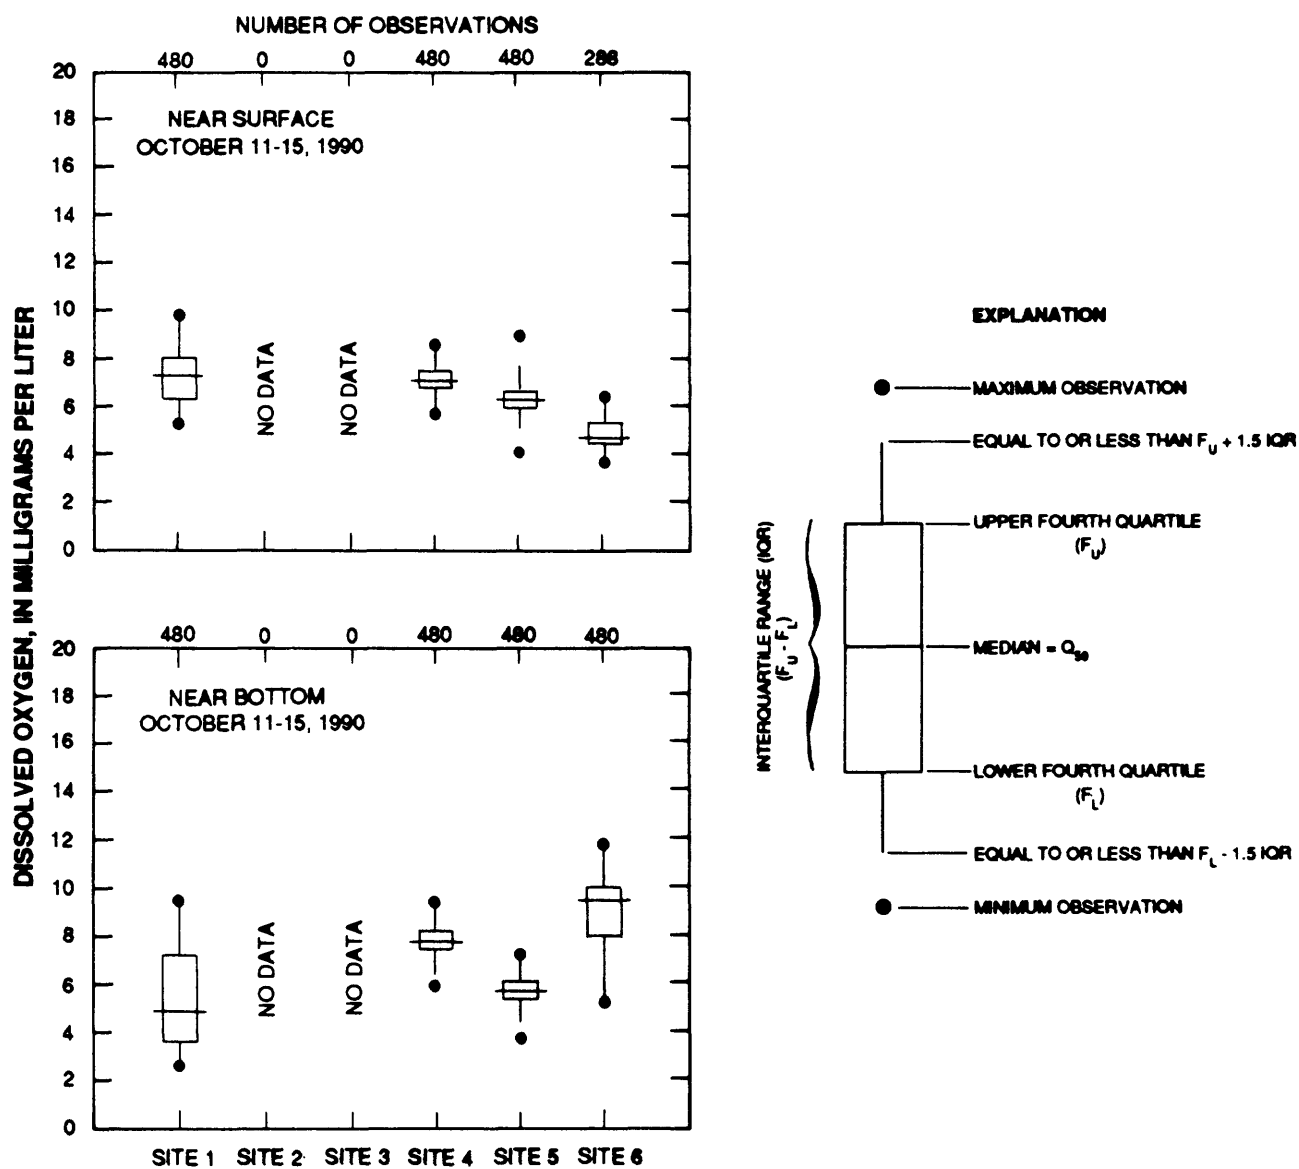 NUMBER OF OBSERVATIONS
480 0 0 480 480 286
20
18
16
14
12
10
8
6
4
2
0
NEAR SURFACE
OCTOBER 11-15, 1990
NO DATA
NO DATA
DISSOLVED OXYGEN, IN MILLIGRAMS PER LITER
480 0 0 480 480 480
20
18
16
14
12
10
8
6
4
2
0
NEAR BOTTOM
OCTOBER 11-15, 1990
NO DATA
NO DATA
SITE 1 SITE 2 SITE 3 SITE 4 SITE 5 SITE 6
EXPLANATION
MAXIMUM OBSERVATION
EQUAL TO OR LESS THAN F_U + 1.5 IQR
UPPER FOURTH QUARTILE
(F_U)
INTERQUARTILE RANGE (IQR)
(F_U - F_L)
MEDIAN = Q_50
LOWER FOURTH QUARTILE
(F_L)
EQUAL TO OR LESS THAN F_L - 1.5 IQR
MINIMUM OBSERVATION